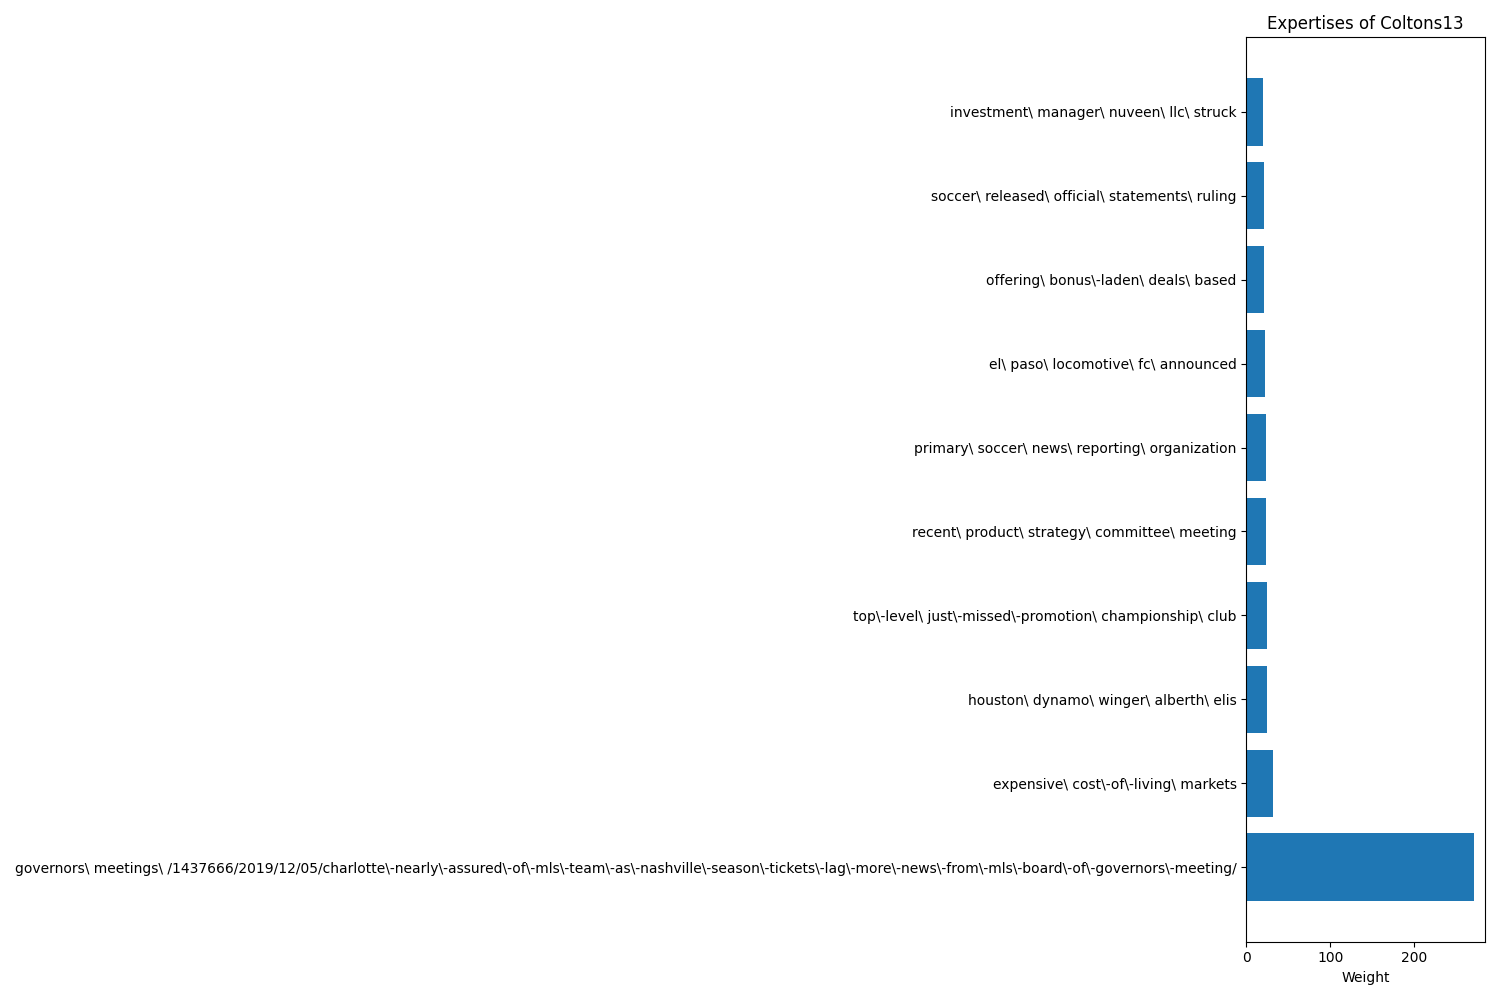 Expertises of Coltons13
investment\ manager\ nuveen\ llc\ struck
soccer\ released\ official\ statements\ ruling
offering\ bonus\-laden\ deals\ based
el\ paso\ locomotive\ fc\ announced
primary\ soccer\ news\ reporting\ organization
recent\ product\ strategy\ committee\ meeting
top\-level\ just\-missed\-promotion\ championship\ club
houston\ dynamo\ winger\ alberth\ elis
expensive\ cost\-of\-living\ markets
governors\ meetings\ /1437666/2019/12/05/charlotte\-nearly\-assured\-of\-mls\-team\-as\-nashville\-season\-tickets\-lag\-more\-news\-from\-mls\-board\-of\-governors\-meeting/
0 100 200
Weight